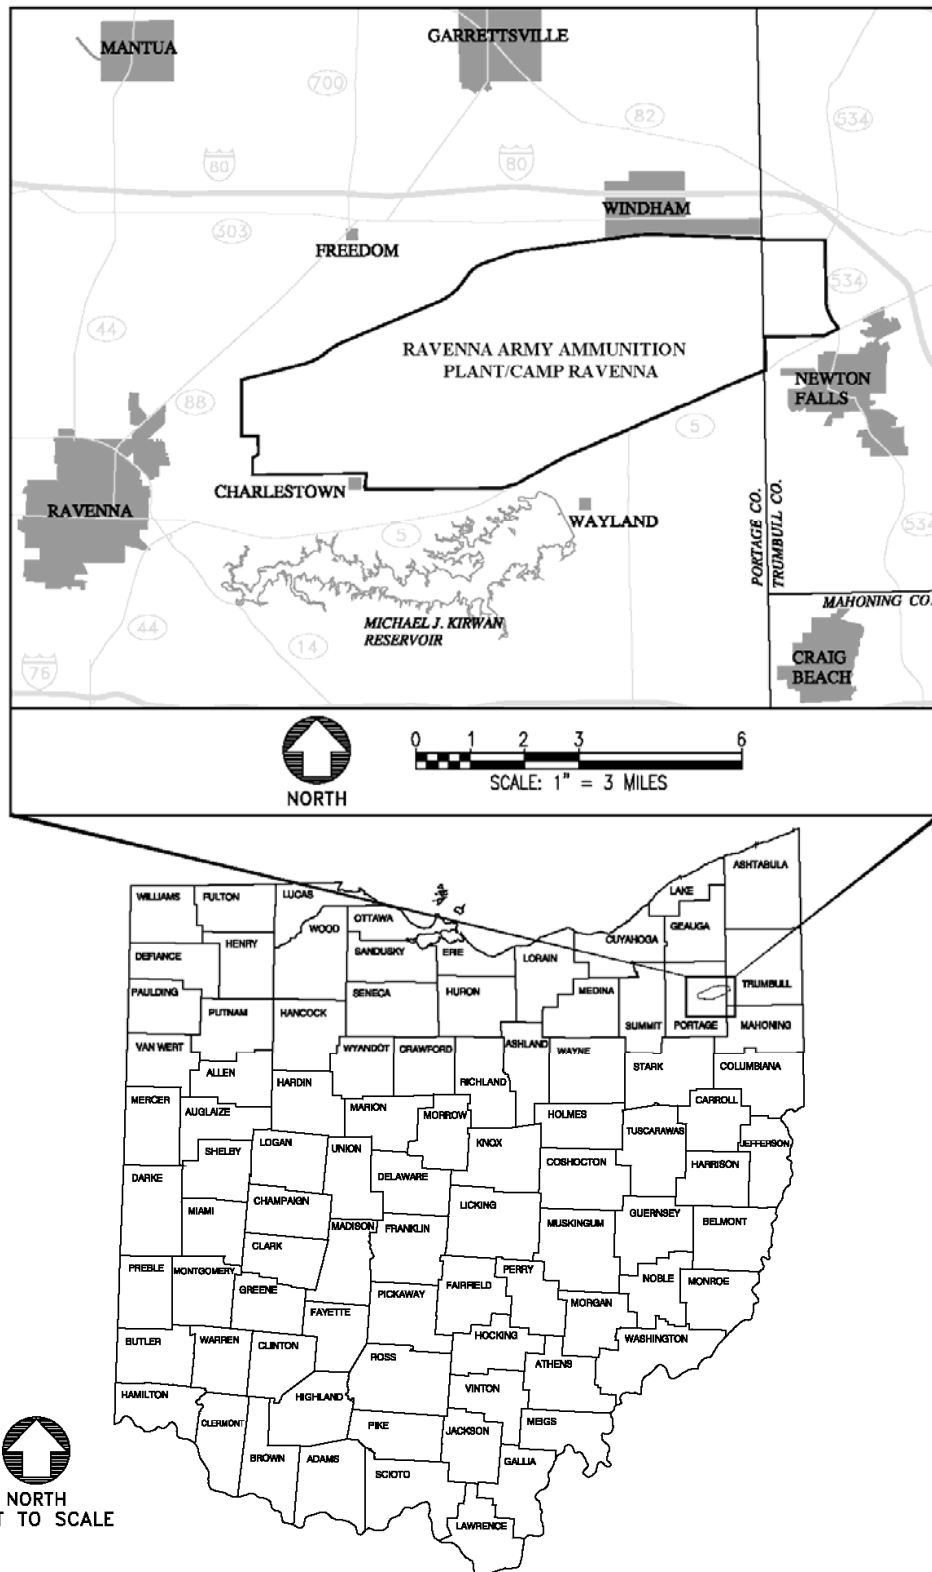 MANTUA
GARRETTSVILLE
700
82
534
80
80
WINDHAM
303
FREEDOM
534
44
RAVENNA ARMY AMMUNITION
PLANT/CAMP RAVENNA
NEWTON
FALLS
88
5
CHARLESTOWN
RAVENNA
WAYLAND
5
534
PORTAGE CO.
TRUMBULL CO.
MAHONING CO.
MICHAEL J. KIRWAN
RESERVOIR
44
14
76
CRAIG
BEACH
NORTH
0 1 2 3 6
SCALE: 1" = 3 MILES
ASHTABULA
LAKE
WILLIAMS
FULTON
LUCAS
OTTAWA
WOOD
GEAUGA
CUYAHOGA
HENRY
SANDUSKY
ERIE
LORAIN
DEFIANCE
TRUMBULL
PAULDING
SENECA
HURON
MEDINA
PUTNAM
HANCOCK
SUMMIT
PORTAGE
MAHONING
VAN WERT
WYANDOT
CRAWFORD
ASHLAND
WAYNE
STARK
COLUMBIANA
ALLEN
HARDIN
RICHLAND
MERCER
CARROLL
AUGLAIZE
MARION
MORROW
HOLMES
TUSCARAWAS
JEFFERSON
LOGAN
UNION
KNOX
SHELBY
COSHOCTON
HARRISON
DARKE
DELAWARE
CHAMPAIGN
LICKING
MIAMI
GUERNSEY
MADISON
FRANKLIN
MUSKINGUM
BELMONT
CLARK
PREBLE
MONTGOMERY
PERRY
NOBLE
MONROE
GREENE
PICKAWAY
FAIRFIELD
MORGAN
FAYETTE
HOCKING
WASHINGTON
BUTLER
WARREN
CLINTON
ROSS
ATHENS
HAMILTON
HIGHLAND
VINTON
CLERMONT
PIKE
JACKSON
MEIGS
BROWN
ADAMS
GALLIA
SCIOTO
LAWRENCE
NORTH
T TO SCALE